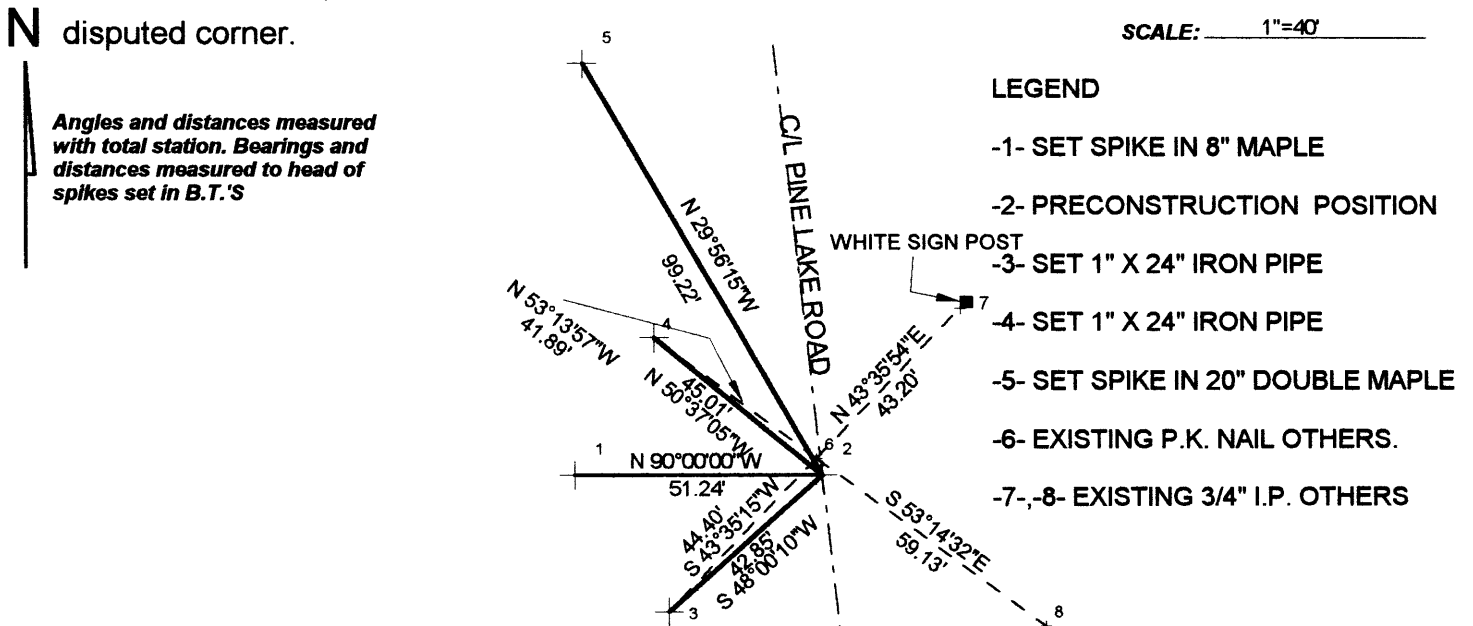 N disputed corner.
Angles and distances measured
with total station. Bearings and
distances measured to head of
spikes set in B.T.'S
SCALE: 1"=40'
LEGEND
-1- SET SPIKE IN 8" MAPLE
-2- PRECONSTRUCTION POSITION
-3- SET 1" X 24" IRON PIPE
-4- SET 1" X 24" IRON PIPE
-5- SET SPIKE IN 20" DOUBLE MAPLE
-6- EXISTING P.K. NAIL OTHERS.
-7-,-8- EXISTING 3/4" I.P. OTHERS
5
C/L PINE LAKE ROAD
N 29°56'15"W
99.22'
WHITE SIGN POST
7
N 53°13'57"W
41.89'
4
45.01'
N 50°37'05"W
N 43°35'54"E
43.20'
6 2
1
N 90°00'00"W
51.24'
44.40'
S 43°35'15"W
42.85'
S 48°00'10"W
S 53°14'32"E
59.13'
3
8